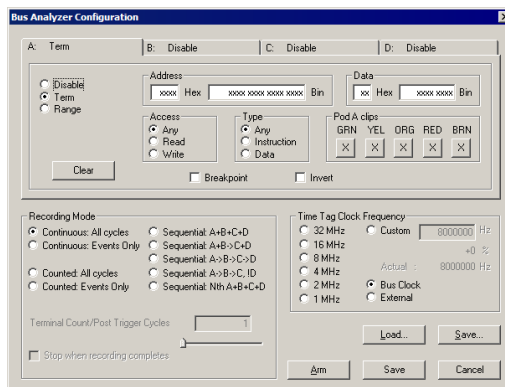 Bus Analyzer Configuration
A: Term B: Disable C: Disable D: Disable
Disable
Term
Range
Clear
Address
xxxx Hex xxxx xxxx xxxx xxxx Bin
Data
xx Hex xxxx xxxx Bin
Access
Any
Read
Write
Type
Any
Instruction
Data
Pod A clips
GRN YEL ORG RED BRN
X X X X X
Breakpoint Invert
Recording Mode
Continuous: All cycles
Continuous: Events Only
Counted: All cycles
Counted: Events Only
Sequential: A+B+C+D
Sequential: A+B->C+D
Sequential: A->B->C->D
Sequential: A->B->C, !D
Sequential: Nth A+B+C+D
Terminal Count/Post Trigger Cycles 1
Stop when recording completes
Time Tag Clock Frequency
32 MHz
16 MHz
8 MHz
4 MHz
2 MHz
1 MHz
Custom 8000000 Hz
+0 %
Actual : 8000000 Hz
Bus Clock
External
Load... Save...
Arm Save Cancel